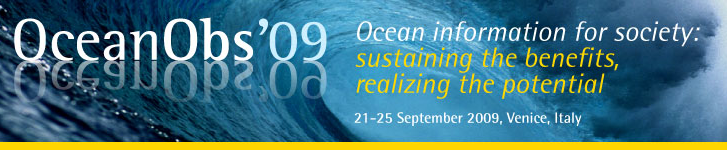 OceanObs'09
Ocean information for society:
sustaining the benefits,
realizing the potential
21-25 September 2009, Venice, Italy